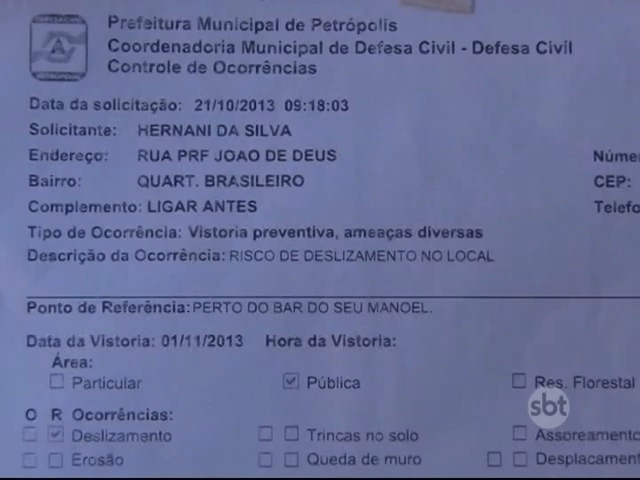 Prefeitura Municipal de Petrópolis
Coordenadoria Municipal de Defesa Civil - Defesa Civil
Controle de Ocorrências
A
Data da solicitação: 21/10/2013 09:18:03
Solicitante: HERNANI DA SILVA
Endereço: RUA PRF JOAO DE DEUS Númer
Bairro: QUART. BRASILEIRO CEP:
Complemento: LIGAR ANTES Telefo
Tipo de Ocorrência: Vistoria preventiva, ameaças diversas
Descrição da Ocorrência: RISCO DE DESLIZAMENTO NO LOCAL
Ponto de Referência: PERTO DO BAR DO SEU MANOEL.
Data da Vistoria: 01/11/2013 Hora da Vistoria:
Área:
Particular Pública Res. Florestal
O R Ocorrências:
Deslizamento Trincas no solo Assoreamento
Erosão Queda de muro Desplacament
sbt